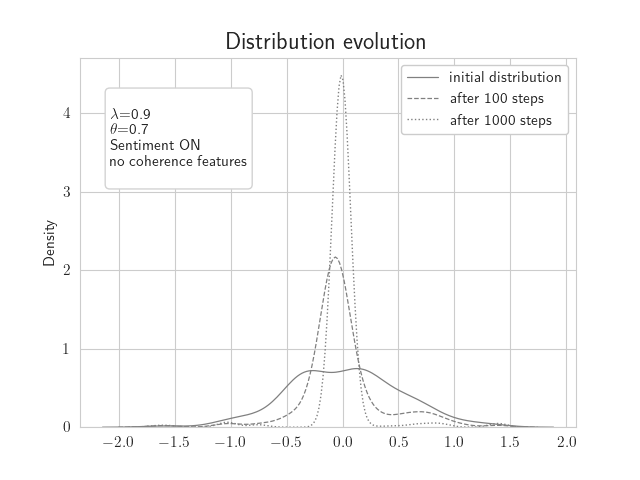 Distribution evolution
λ=0.9
θ=0.7
Sentiment ON
no coherence features
initial distribution
after 100 steps
after 1000 steps
Density
4
3
2
1
0
−2.0 −1.5 −1.0 −0.5 0.0 0.5 1.0 1.5 2.0